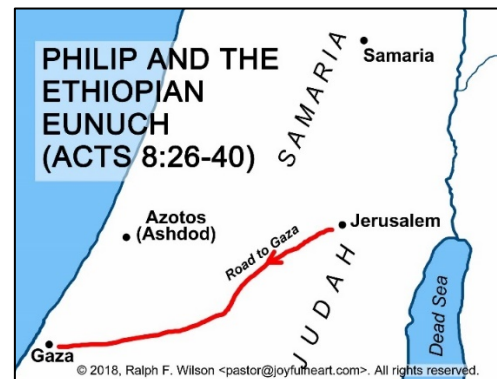 PHILIP AND THE
ETHIOPIAN
EUNUCH
(ACTS 8:26-40)
Samaria
SAMARIA
Azotos
(Ashdod)
Jerusalem
Road to Gaza
JUDAH
Dead Sea
Gaza
© 2018, Ralph F. Wilson <pastor@joyfulheart.com>. All rights reserved.